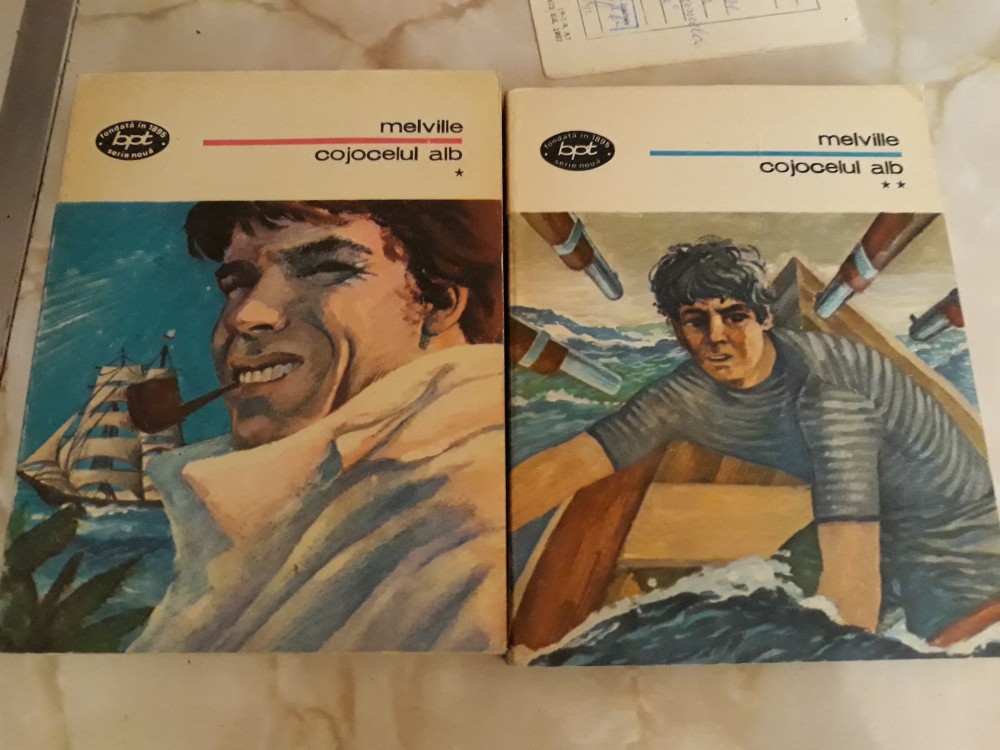 melville
cojocelul alb
*
fondată în 1895
bpt
serie nouă
melville
cojocelul alb
**
fondată în 1895
bpt
serie nouă